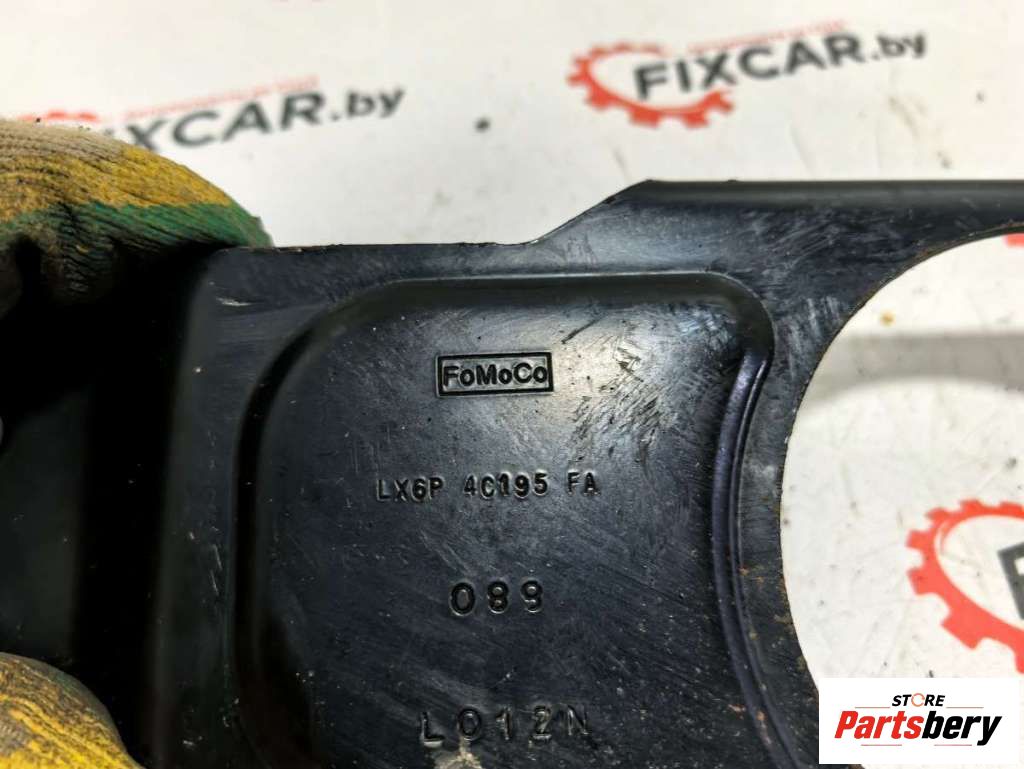 FIXCAR.by
FIXCAR.by
FoMoCo
LX6P 4C195 FA
089
L012N
STORE
Partsbery